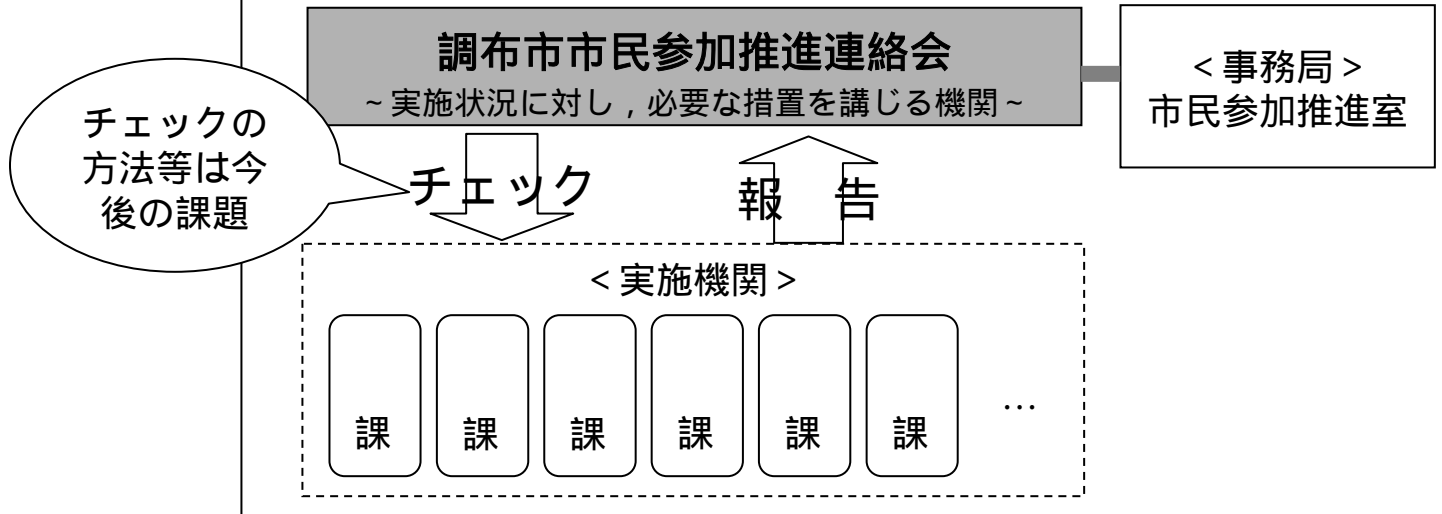 調布市市民参加推進連絡会
~実施状況に対し,必要な措置を講じる機関~
<事務局>
市民参加推進室
チェックの
方法等は今
後の課題
チェック
報 告
<実施機関>
課 課 課 課 課 課 …